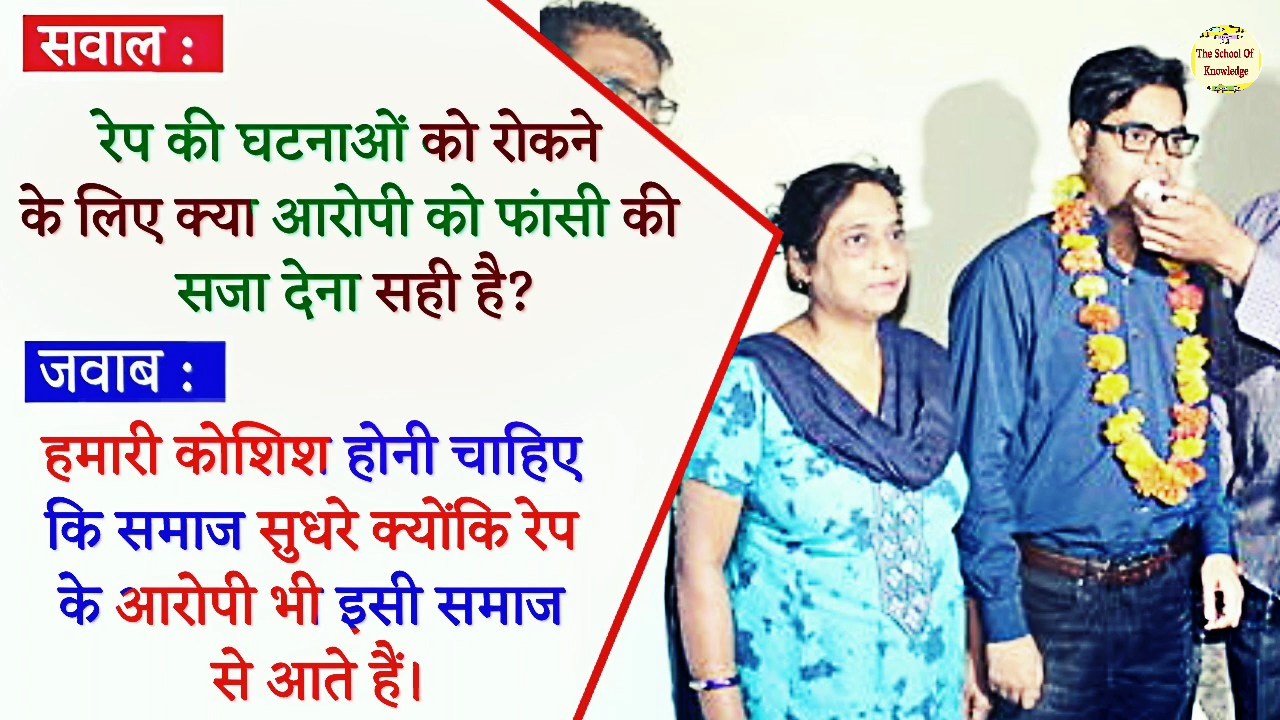 सवाल :
The School Of
Knowledge
रेप की घटनाओं को रोकने
के लिए क्या आरोपी को फांसी की
सजा देना सही है?
जवाब :
हमारी कोशिश होनी चाहिए
कि समाज सुधरे क्योंकि रेप
के आरोपी भी इसी समाज
से आते हैं।